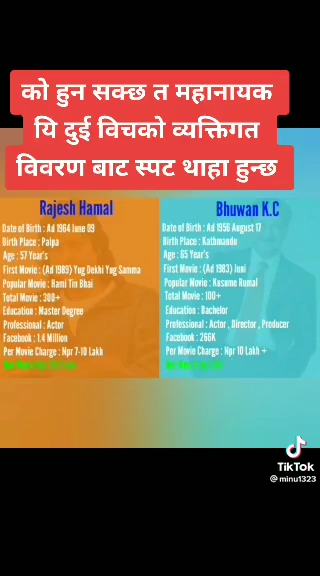 को हुन सक्छ त महानायक
यि दुई विचको व्यक्तिगत
विवरण बाट स्पट थाहा हुन्छ
Rajesh Hamal
Date of Birth : Ad 1964 June 09
Birth Place : Palpa
Age : 57 Year's
First Movie : (Ad 1989) Yug Dekhi Yug Samma
Popular Movie : Hami Tin Bhai
Total Movie : 300+
Education : Master Degree
Professional : Actor
Facebook : 1.4 Million
Per Movie Charge : Npr 7-10 Lakh
Bhuwan K.C
Date of Birth : Ad 1956 August 17
Birth Place : Kathmandu
Age : 65 Year's
First Movie : (Ad 1983) Juni
Popular Movie : Kusume Rumal
Total Movie : 100+
Education : Bachelor
Professional : Actor , Director , Producer
Facebook : 266K
Per Movie Charge : Npr 10 Lakh +
TikTok
@minu1323